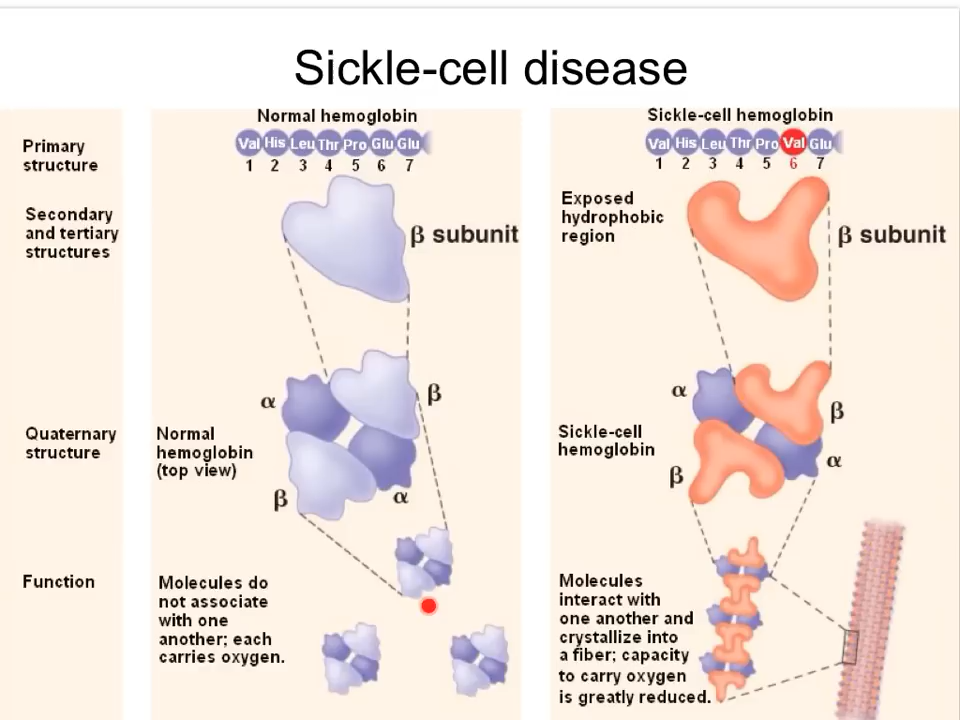 Sickle-cell disease
Normal hemoglobin
Val His Leu Thr Pro Glu Glu
1 2 3 4 5 6 7
Sickle-cell hemoglobin
Val His Leu Thr Pro Val Glu
1 2 3 4 5 6 7
Primary
structure
Secondary
and tertiary
structures
β subunit
Exposed
hydrophobic
region
β subunit
Quaternary
structure
Normal
hemoglobin
(top view)
α
β
β
α
Sickle-cell
hemoglobin
α
β
β
α
Function
Molecules do
not associate
with one
another; each
carries oxygen.
Molecules
interact with
one another and
crystallize into
a fiber; capacity
to carry oxygen
is greatly reduced.